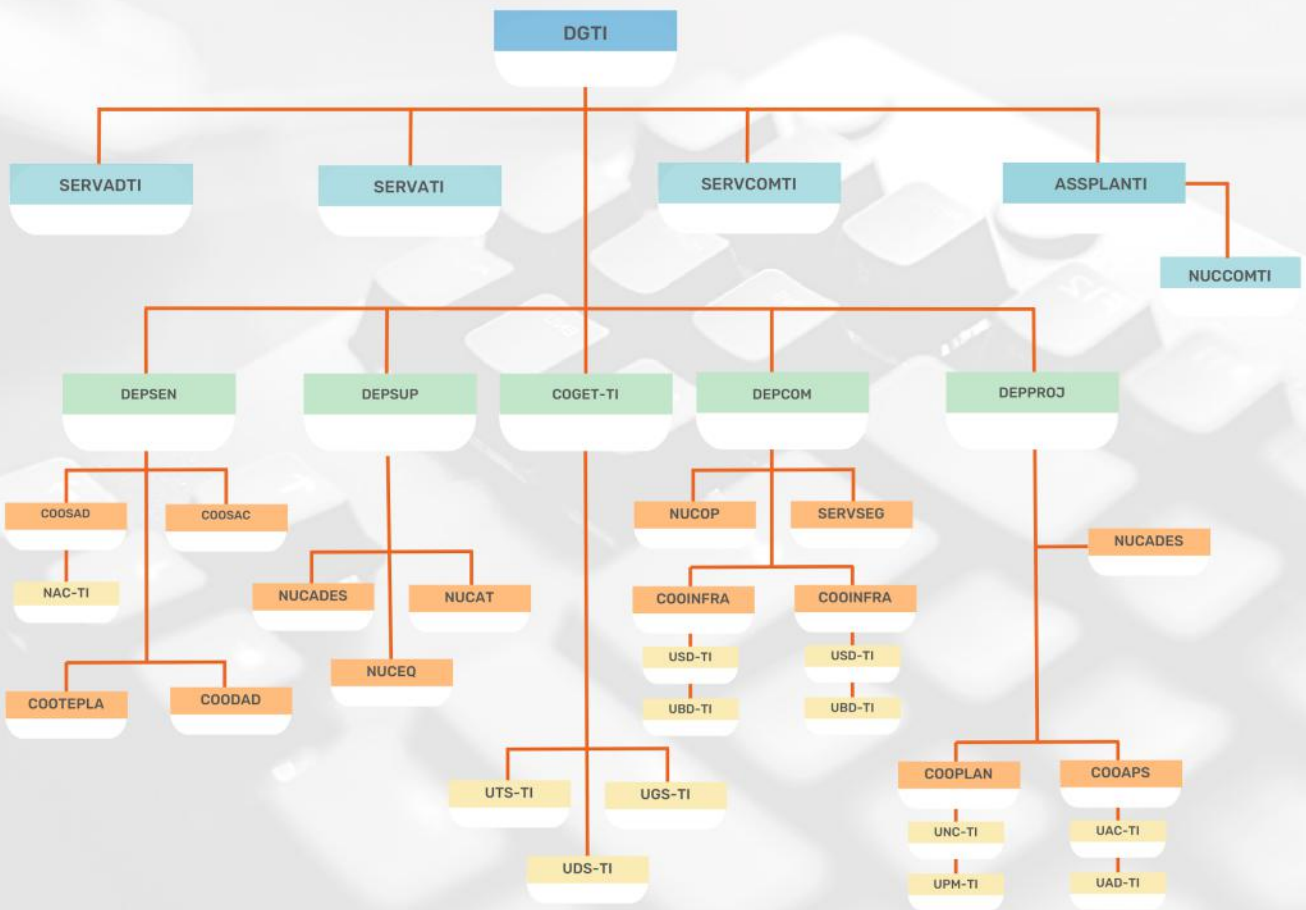 DGTI
SERVADTI
SERVATI
SERVCOMTI
ASSPLANTI
NUCCOMTI
DEPSEN
DEPSUP
COGET-TI
DEPCOM
DEPPROJ
COOSAD
COOSAC
NUCOP
SERVSEG
NUCADES
NAC-TI
NUCADES
NUCAT
COOINFRA
COOINFRA
USD-TI
USD-TI
NUCEQ
COOTEPLA
COODAD
UBD-TI
UBD-TI
COOPLAN
COOAPS
UTS-TI
UGS-TI
UNC-TI
UAC-TI
UDS-TI
UPM-TI
UAD-TI